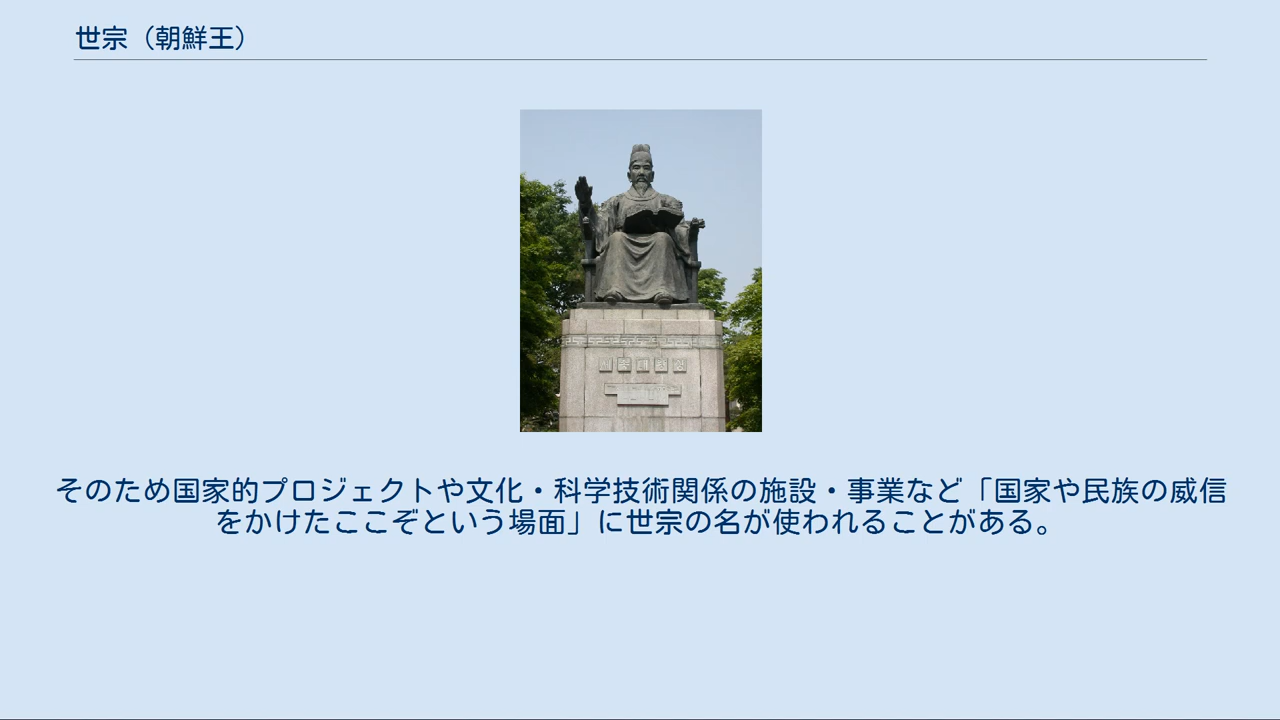 世宗（朝鮮王）
そのため国家的プロジェクトや文化・科学技術関係の施設・事業など「国家や民族の威信
をかけたここぞという場面」に世宗の名が使われることがある。